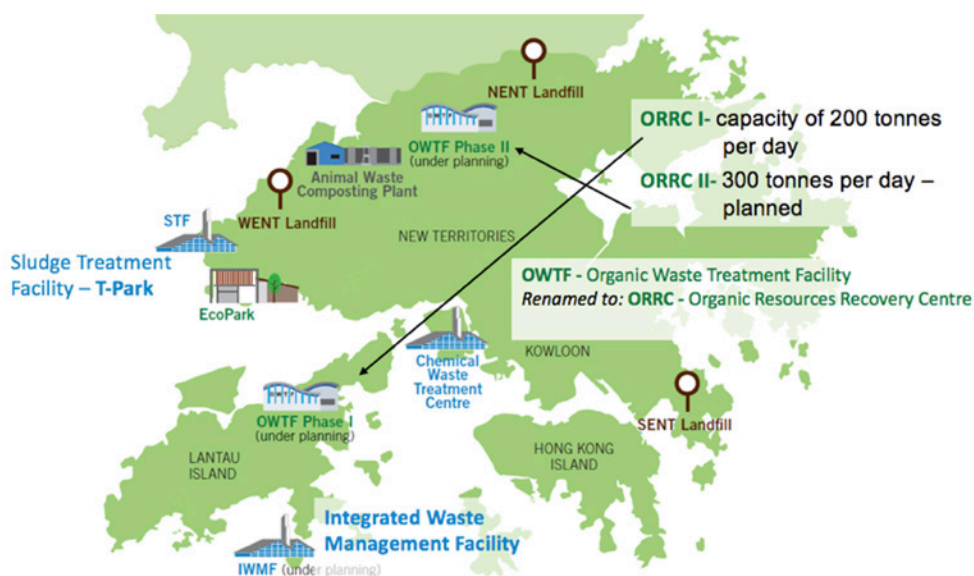 NENT Landfill
ORRC I- capacity of 200 tonnes
per day
ORRC II- 300 tonnes per day –
planned
OWTF Phase II
(under planning)
Animal Waste
Composting Plant
WENT Landfill
STF
Sludge Treatment
Facility – T-Park
NEW TERRITORIES
EcoPark
OWTF - Organic Waste Treatment Facility
Renamed to: ORRC - Organic Resources Recovery Centre
Chemical
Waste
Treatment
Centre
KOWLOON
OWTF Phase I
(under planning)
SENT Landfill
LANTAU
ISLAND
HONG KONG
ISLAND
Integrated Waste
Management Facility
IWMF (under planning)